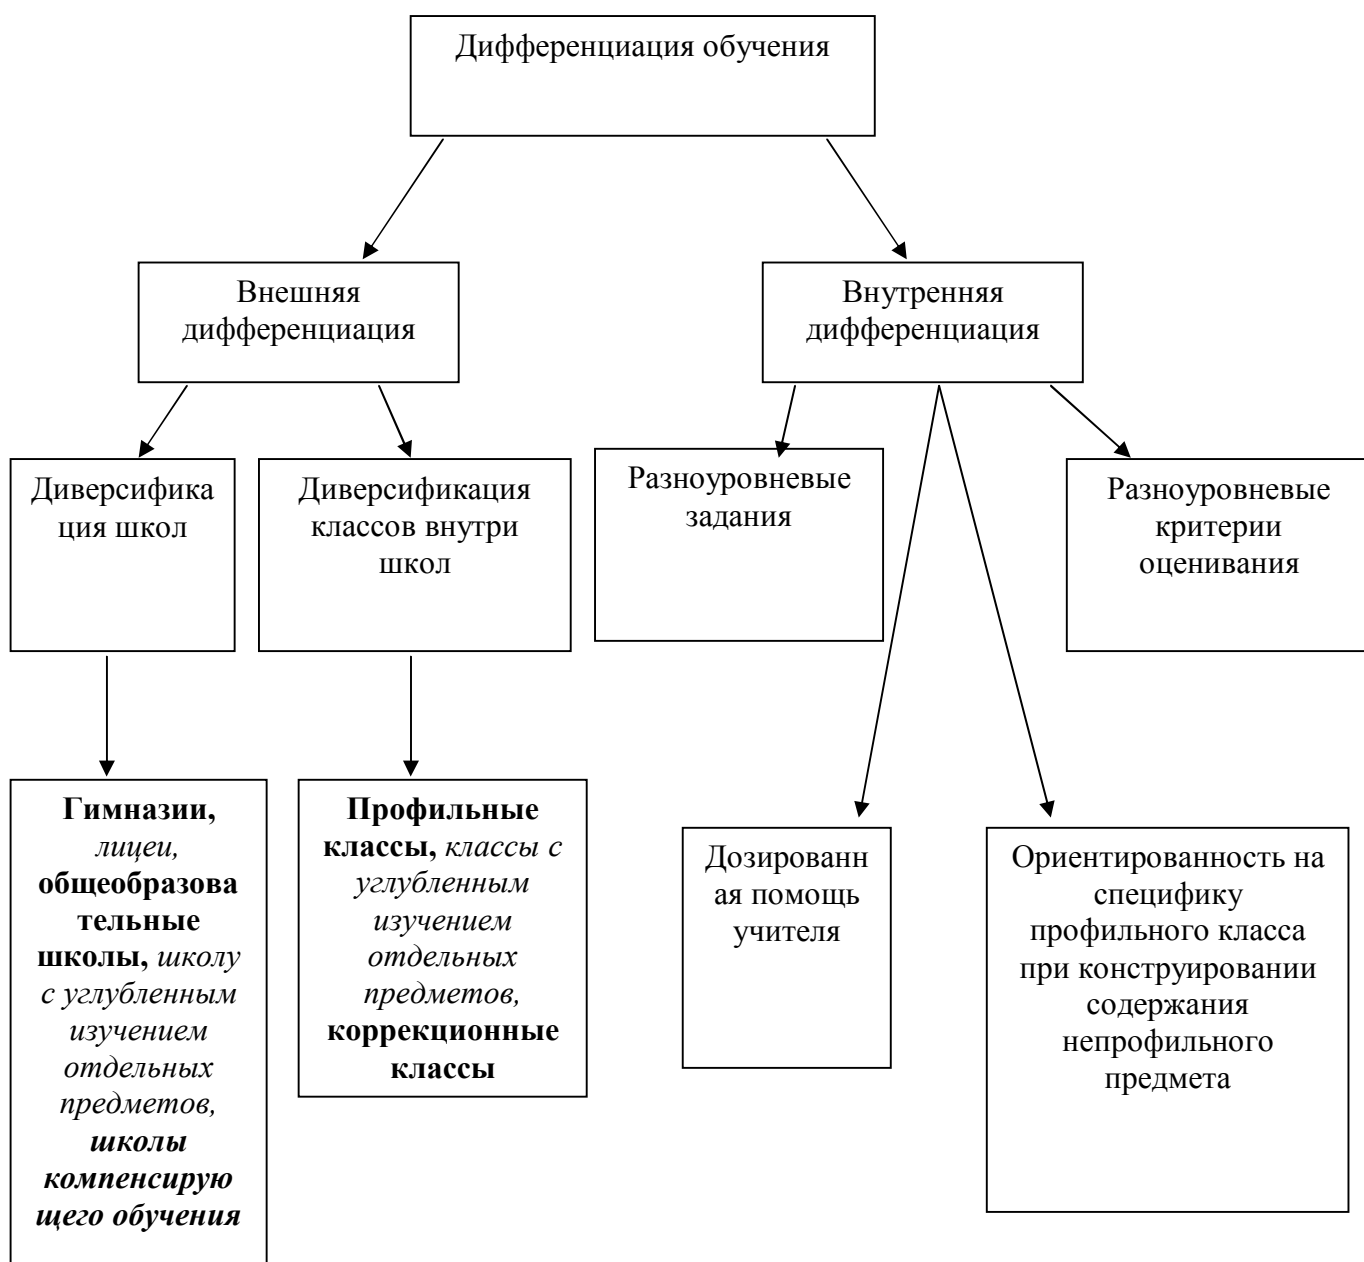 Дифференциация обучения
Внешняя
дифференциация
Внутренняя
дифференциация
Диверсифика
ция школ
Диверсификация
классов внутри
школ
Разноуровневые
задания
Разноуровневые
критерии
оценивания
Гимназии,
лицеи,
общеобразова
тельные
школы, школу
с углубленным
изучением
отдельных
предметов,
школы
компенсирую
щего обучения
Профильные
классы, классы с
углубленным
изучением
отдельных
предметов,
коррекционные
классы
Дозированн
ая помощь
учителя
Ориентированность на
специфику
профильного класса
при конструировании
содержания
непрофильного
предмета